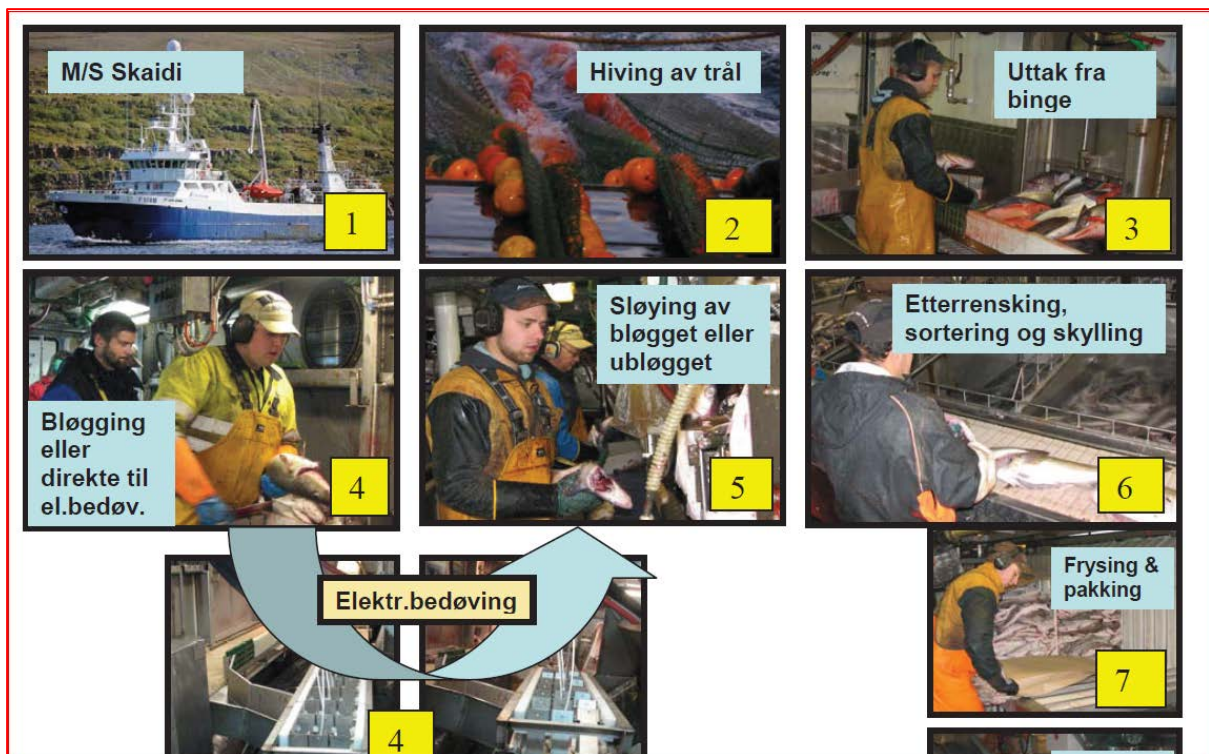 M/S Skaidi
1
Hiving av trål
2
Uttak fra
binge
3
Bløgging
eller
direkte til
el.bedøv.
4
Sløying av
bløgget eller
ubløgget
5
Etterrensking,
sortering og skylling
6
Elektr.bedøving
4
Frysing &
pakking
7